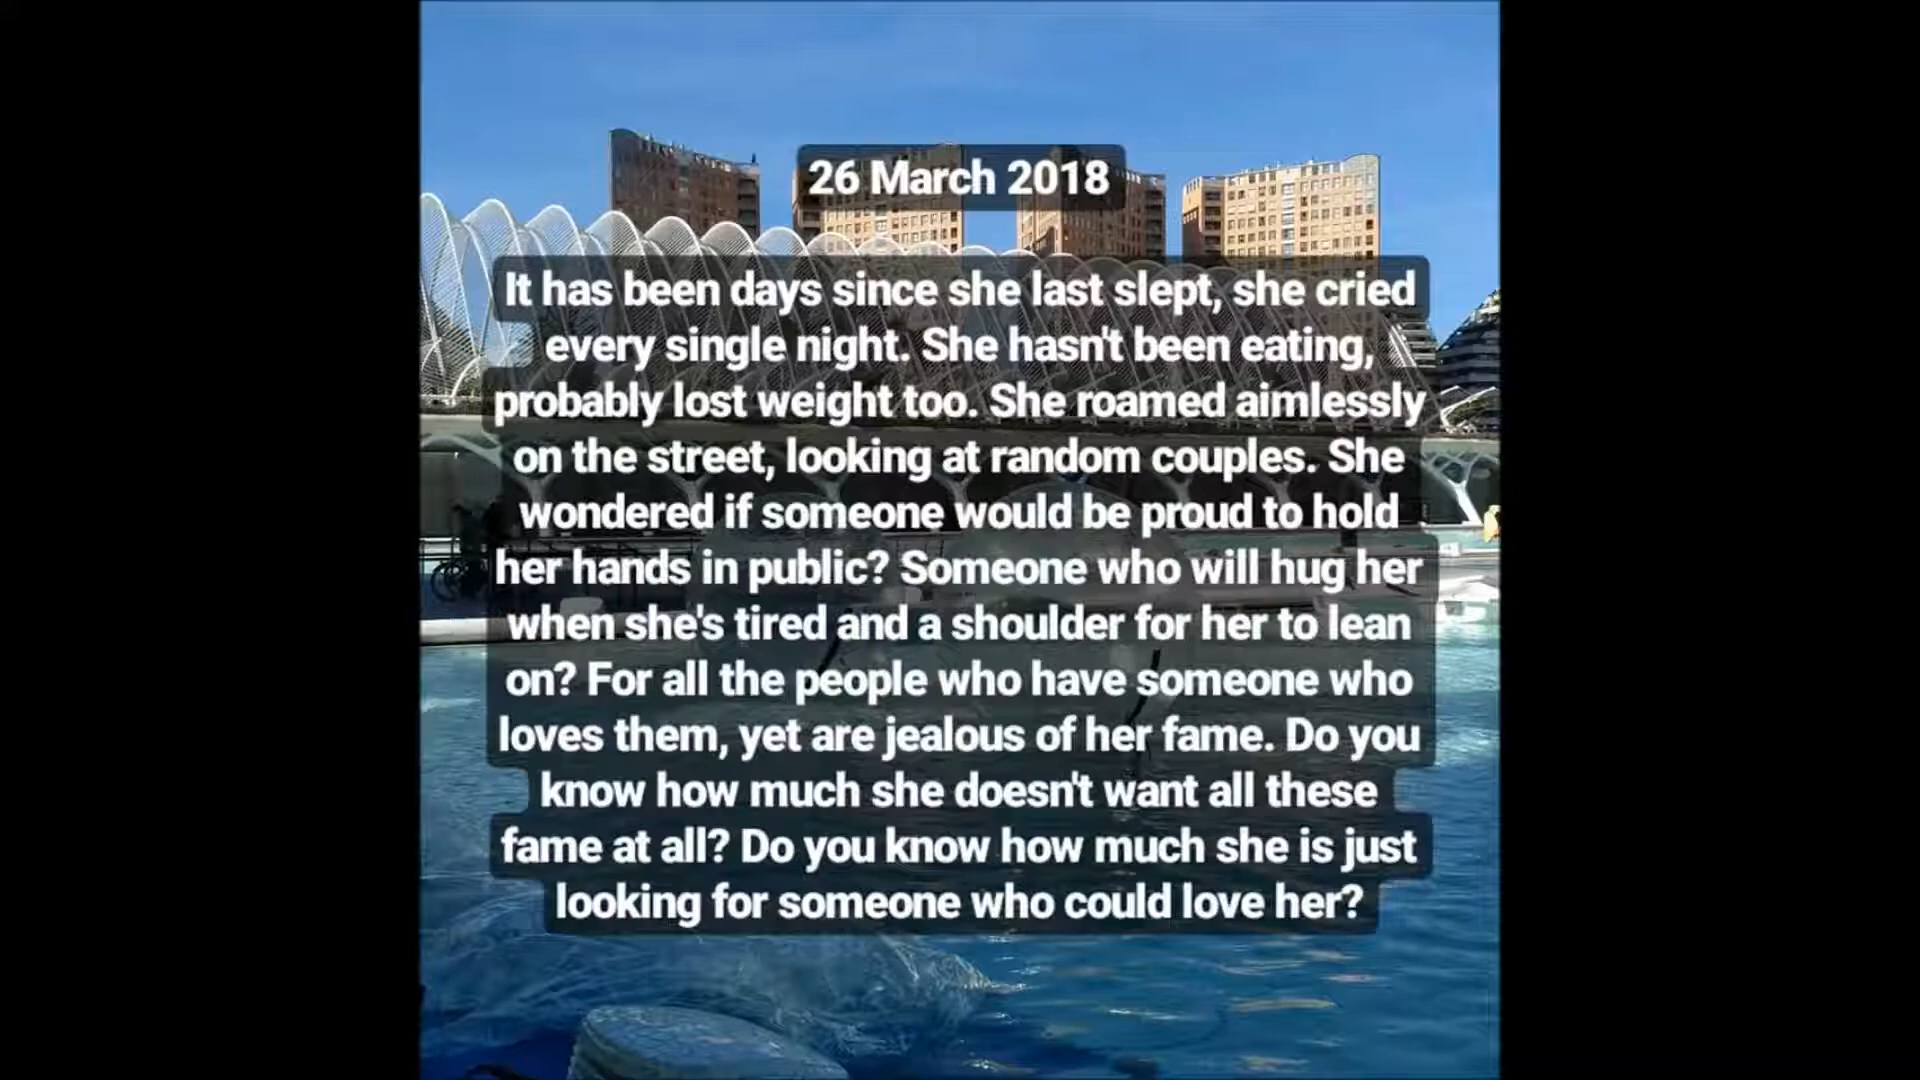 26 March 2018
It has been days since she last slept, she cried
every single night. She hasn't been eating,
probably lost weight too. She roamed aimlessly
on the street, looking at random couples. She
wondered if someone would be proud to hold
her hands in public? Someone who will hug her
when she's tired and a shoulder for her to lean
on? For all the people who have someone who
loves them, yet are jealous of her fame. Do you
know how much she doesn't want all these
fame at all? Do you know how much she is just
looking for someone who could love her?